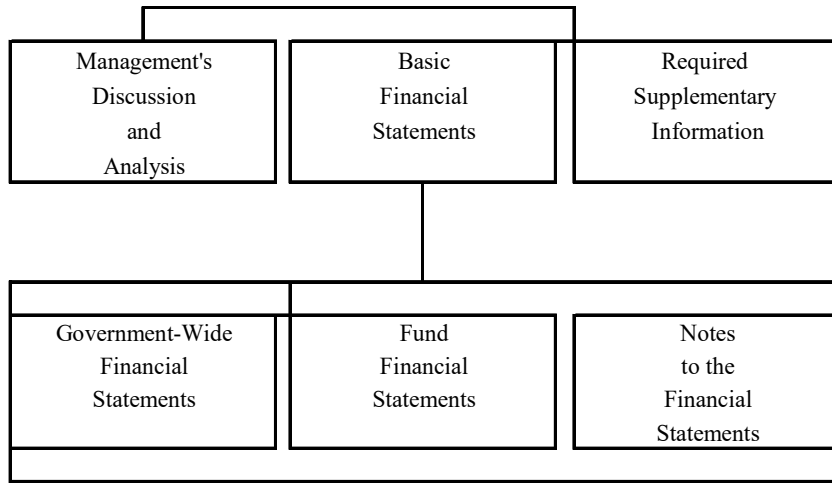 Management's
Discussion
and
Analysis
Basic
Financial
Statements
Required
Supplementary
Information
Government-Wide
Financial
Statements
Fund
Financial
Statements
Notes
to the
Financial
Statements